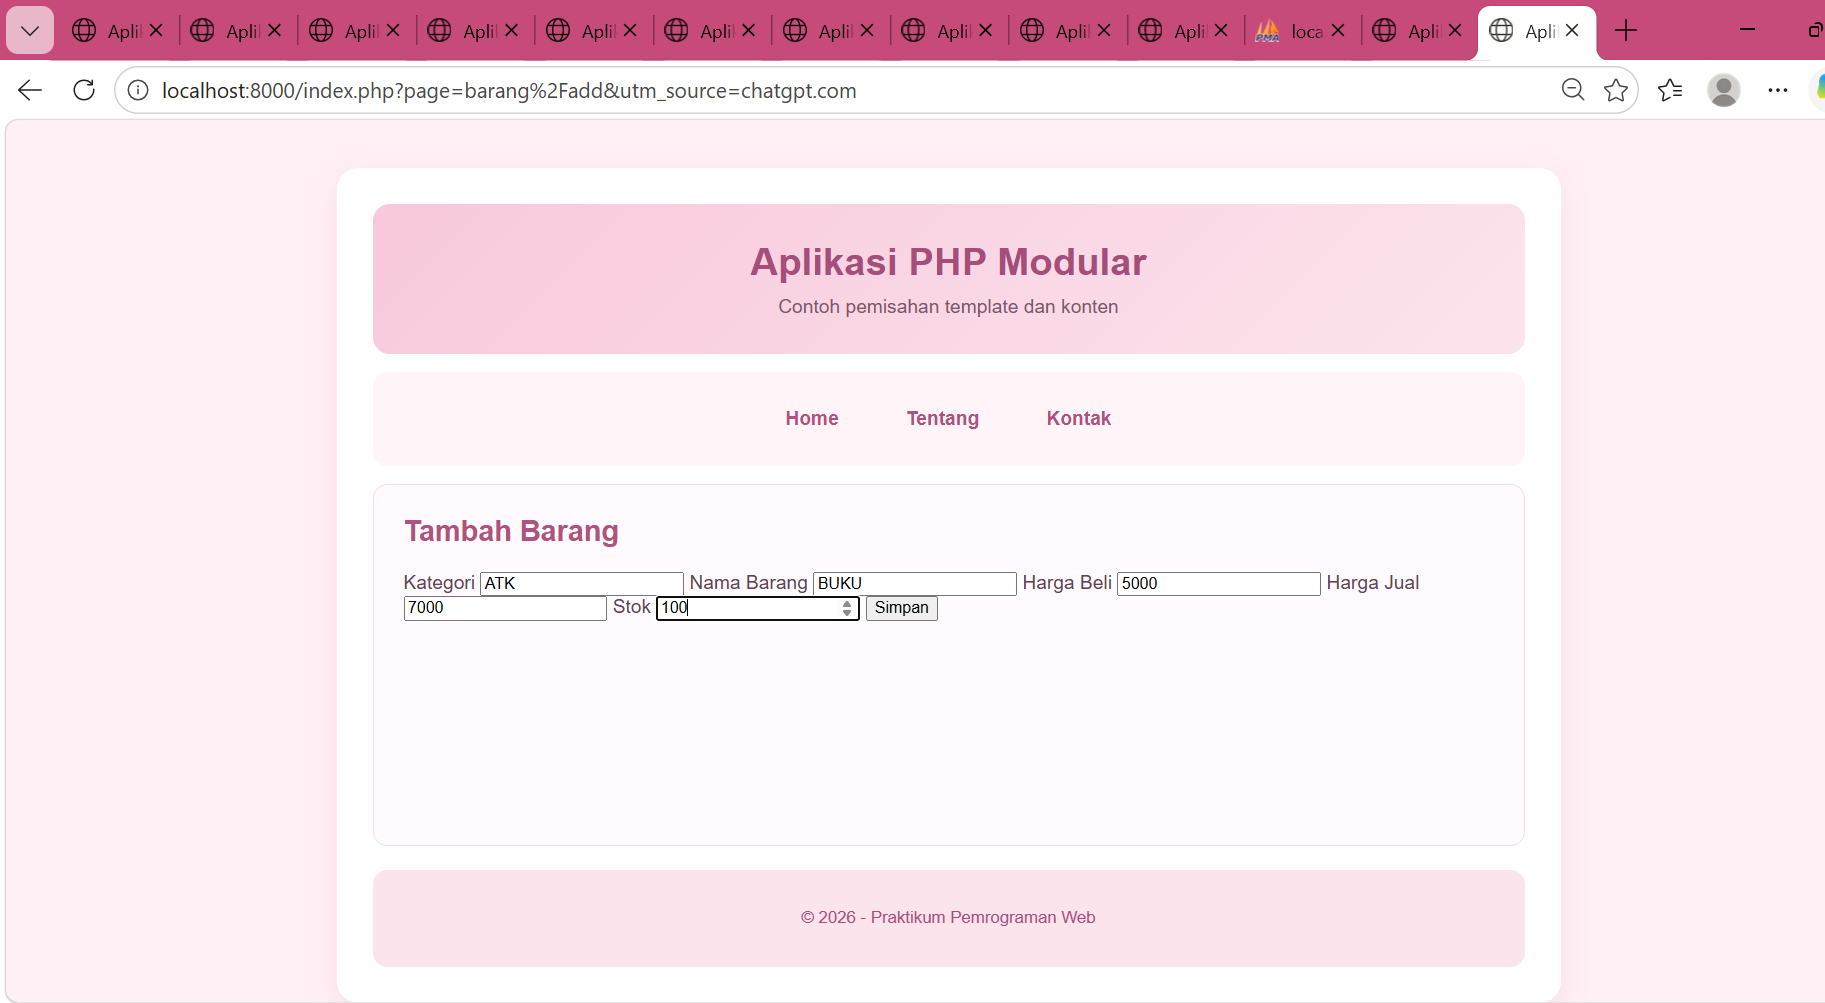 Apli Apli Apli Apli Apli Apli Apli Apli Apli Apli loca Apli Apli
localhost:8000/index.php?page=barang%2Fadd&utm_source=chatgpt.com
Aplikasi PHP Modular
Contoh pemisahan template dan konten
Home Tentang Kontak
Tambah Barang
Kategori ATK Nama Barang BUKU Harga Beli 5000 Harga Jual
7000 Stok 100 Simpan
© 2026 - Praktikum Pemrograman Web